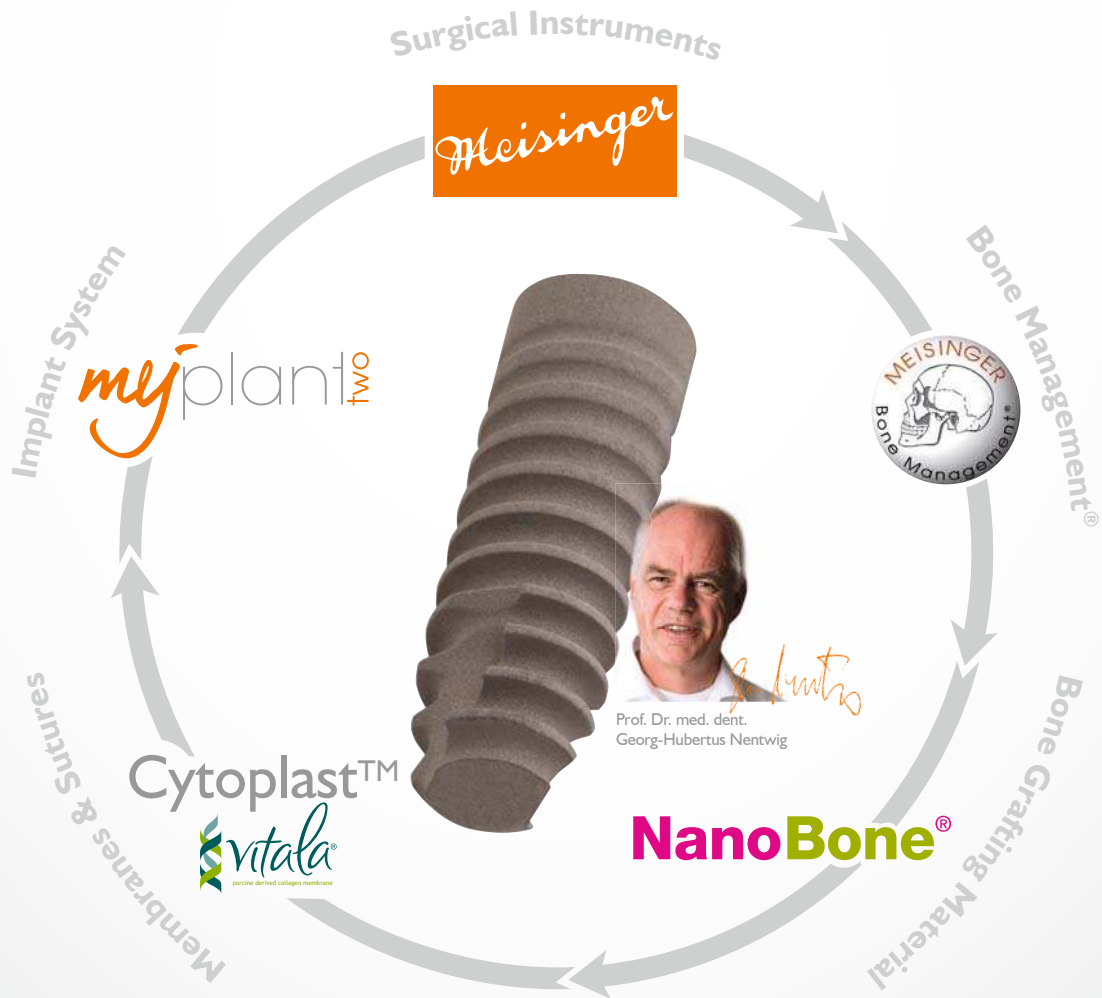 Surgical Instruments
Meisinger
Implant System
Bone Management®
myplant two
MEISINGER
Bone Management®
Prof. Dr. med. dent.
Georg-Hubertus Nentwig
Cytoplast™
vitala®
porcine derived collagen membrane
NanoBone®
Membranes & Sutures
Bone Grafting Material